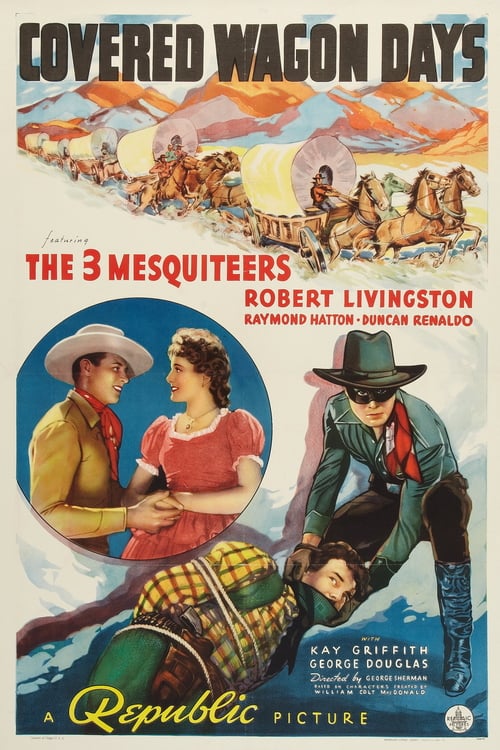 COVERED WAGON DAYS
featuring
THE 3 MESQUITEERS
ROBERT LIVINGSTON
RAYMOND HATTON · DUNCAN RENALDO
WITH
KAY GRIFFITH
GEORGE DOUGLAS
Directed by GEORGE SHERMAN
BASED ON CHARACTERS CREATED BY
WILLIAM COLT MACDONALD
A Republic PICTURE